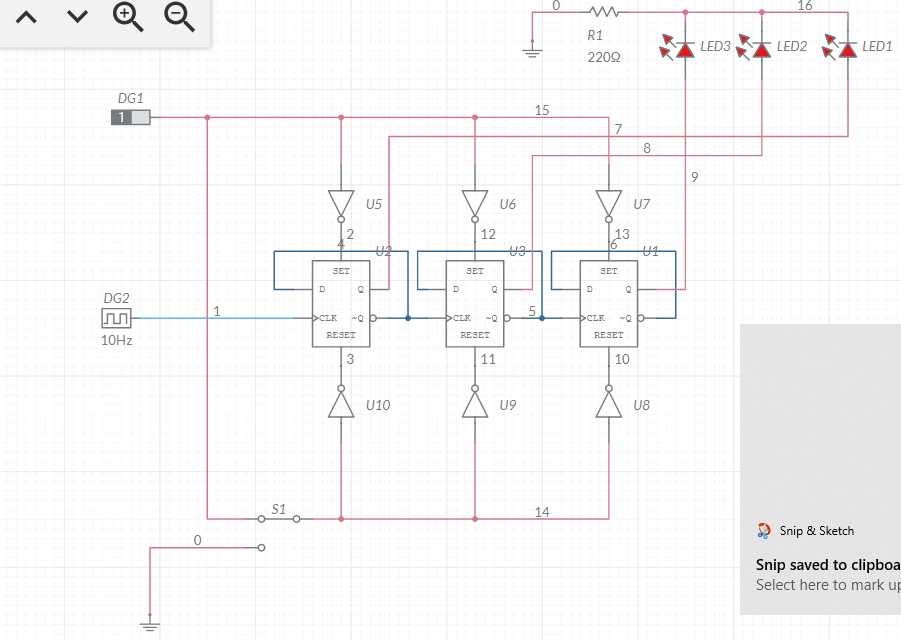 0
16
R1
220Ω
LED3
LED2
LED1
DG1
1
15
7
8
9
U5
U6
U7
2
12
13
4
6
U2
U3
U1
SET
SET
SET
D
Q
D
Q
D
Q
DG2
1
10Hz
CLK
~Q
5
CLK
~Q
CLK
~Q
RESET
RESET
RESET
3
11
10
U10
U9
U8
S1
14
0
Snip & Sketch
Snip saved to clipboa
Select here to mark up